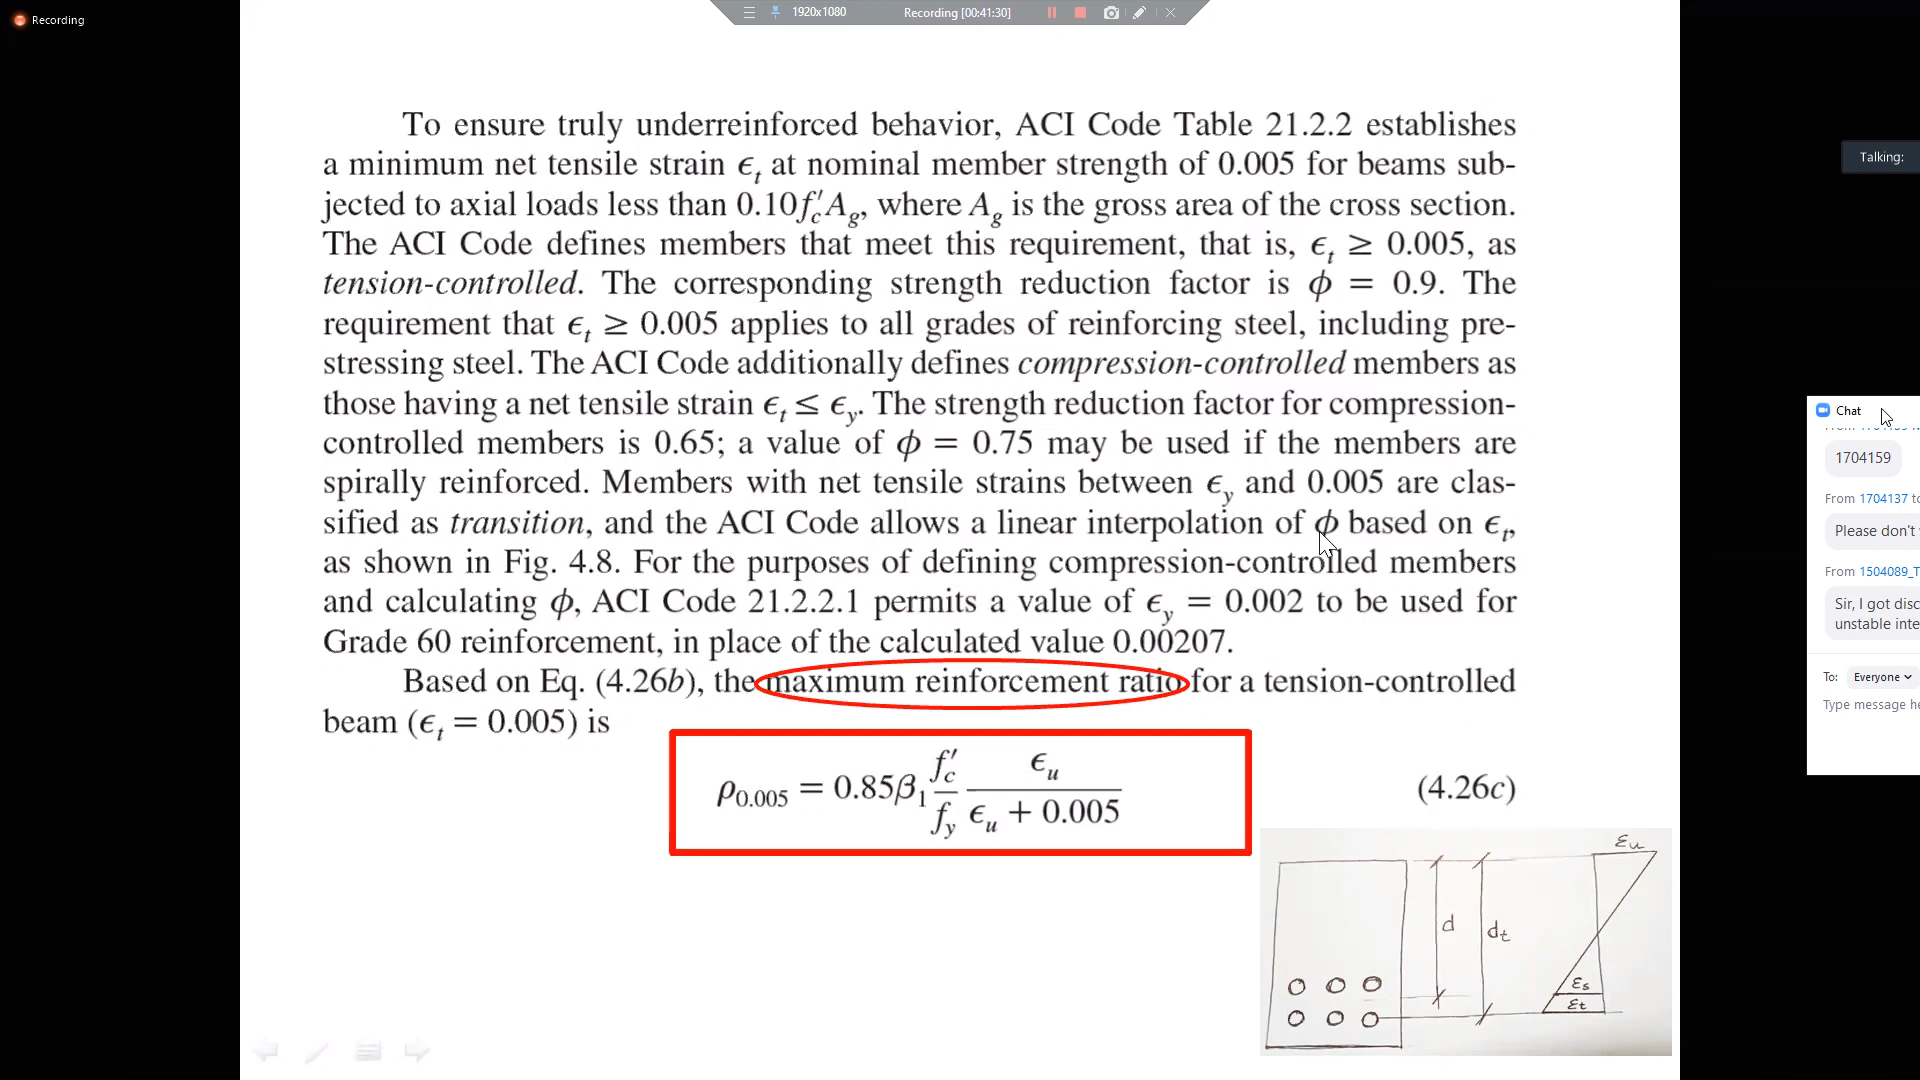 Recording
1920x1080
Recording [00:41:30]
To ensure truly underreinforced behavior, ACI Code Table 21.2.2 establishes
a minimum net tensile strain ϵt at nominal member strength of 0.005 for beams sub-
jected to axial loads less than 0.10f′cAg, where Ag is the gross area of the cross section.
The ACI Code defines members that meet this requirement, that is, ϵt ≥ 0.005, as
tension-controlled. The corresponding strength reduction factor is ϕ = 0.9. The
requirement that ϵt ≥ 0.005 applies to all grades of reinforcing steel, including pre-
stressing steel. The ACI Code additionally defines compression-controlled members as
those having a net tensile strain ϵt ≤ ϵy. The strength reduction factor for compression-
controlled members is 0.65; a value of ϕ = 0.75 may be used if the members are
spirally reinforced. Members with net tensile strains between ϵy and 0.005 are clas-
sified as transition, and the ACI Code allows a linear interpolation of ϕ based on ϵt,
as shown in Fig. 4.8. For the purposes of defining compression-controlled members
and calculating ϕ, ACI Code 21.2.2.1 permits a value of ϵy = 0.002 to be used for
Grade 60 reinforcement, in place of the calculated value 0.00207.
Based on Eq. (4.26b), the maximum reinforcement ratio for a tension-controlled
beam (ϵt = 0.005) is
ρ0.005 = 0.85β1 f′c/fy ϵu/(ϵu + 0.005) (4.26c)
εu
d
dt
εs
εt
Talking:
Chat
1704159
From 1704137 to
Please don't
From 1504089_T
Sir, I got disc
unstable inte
To: Everyone
Type message he